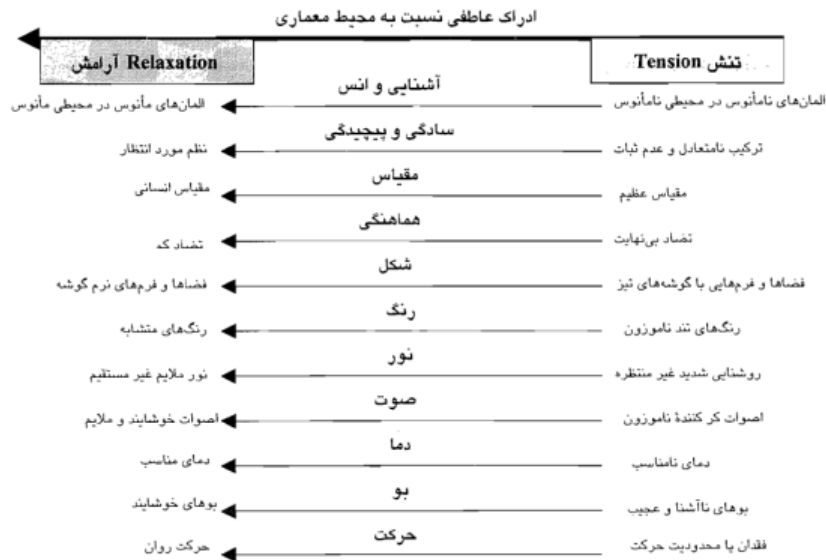 ادراک عاطفی نسبت به محیط معماری
تنش Tension
آرامش Relaxation
آشنایی و انس
المان‌های نامأنوس در محیطی نامأنوس
المان‌های مأنوس در محیطی مأنوس
سادگی و پیچیدگی
ترکیب نامتعادل و عدم ثبات
نظم مورد انتظار
مقیاس
مقیاس عظیم
مقیاس انسانی
هماهنگی
تضاد بی‌نهایت
تضاد کم
شکل
فضاها و فرم‌هایی با گوشه‌های تیز
فضاها و فرم‌های نرم گوشه
رنگ
رنگ‌های تند ناموزون
رنگ‌های متشابه
نور
روشنایی شدید غیر منتظره
نور ملایم غیر مستقیم
صوت
اصوات کر کنندهٔ ناموزون
اصوات خوشایند و ملایم
دما
دمای نامناسب
دمای مناسب
بو
بوهای ناآشنا و عجیب
بوهای خوشایند
حرکت
فقدان یا محدودیت حرکت
حرکت روان